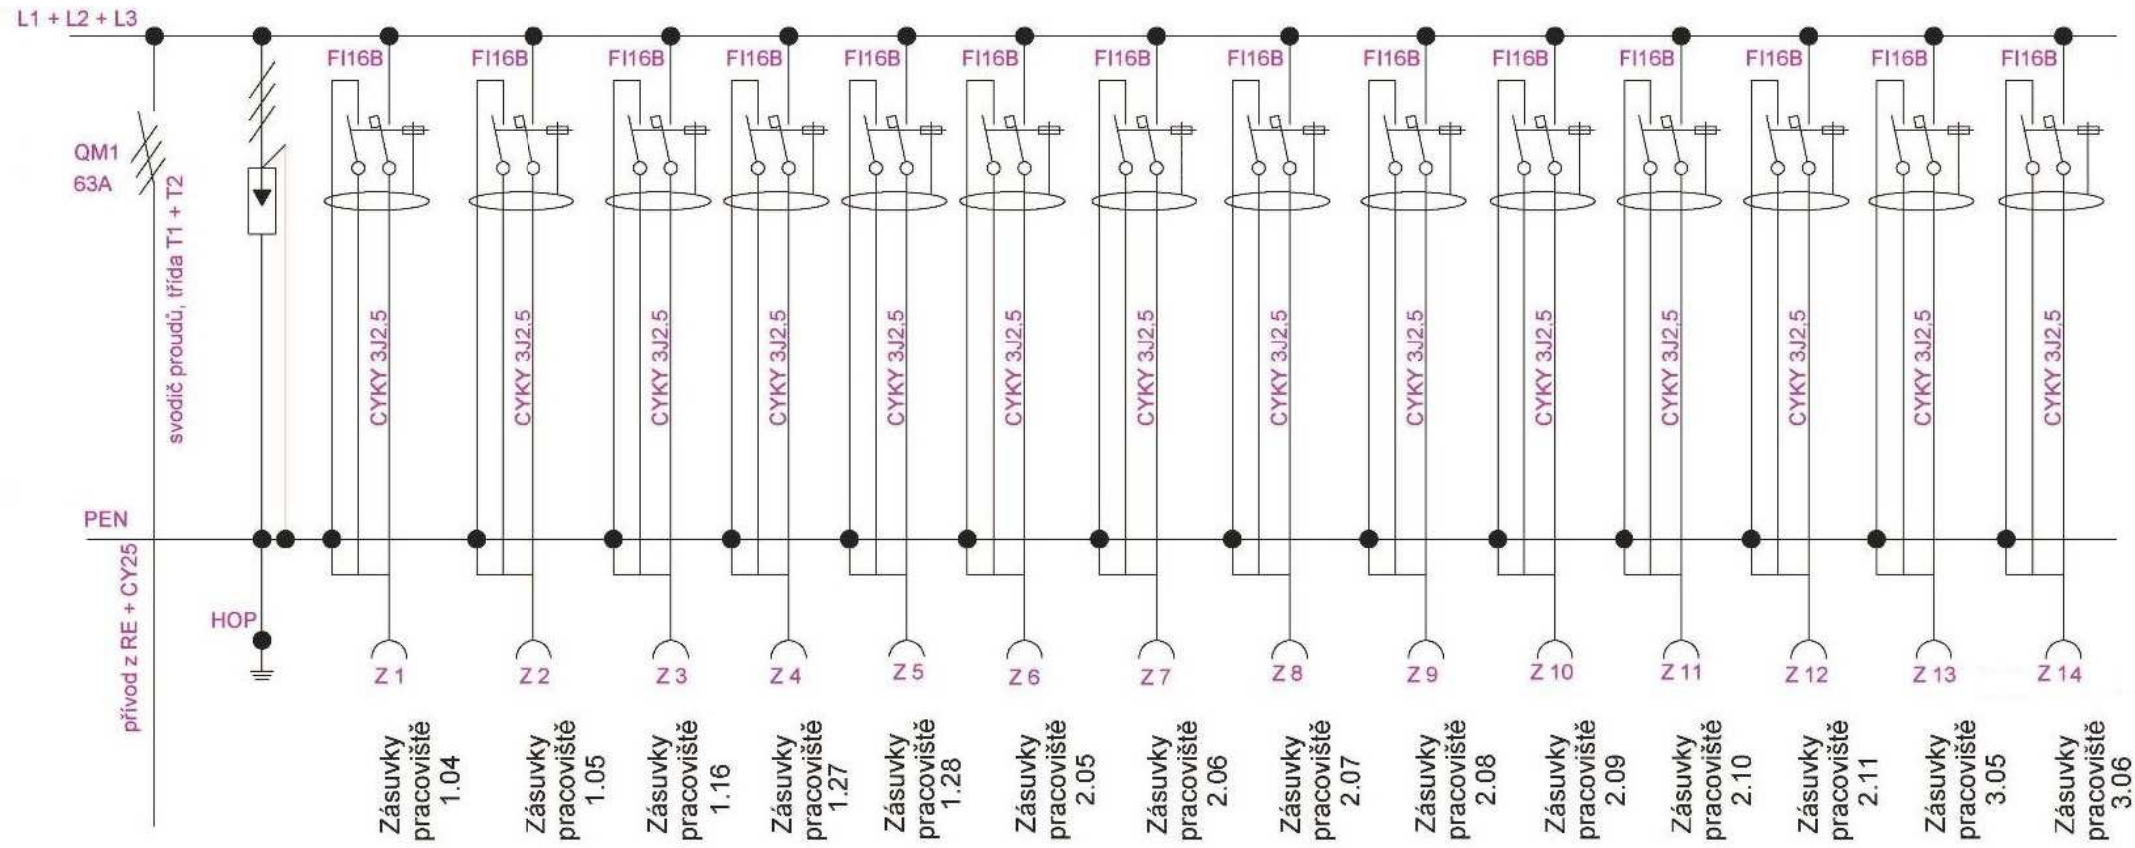 L1 + L2 + L3
FI16B
FI16B
FI16B
FI16B
FI16B
FI16B
FI16B
FI16B
FI16B
FI16B
FI16B
FI16B
FI16B
FI16B
QM1
63A
svodič proudů, třída T1 + T2
CYKY 3J2,5
CYKY 3J2,5
CYKY 3J2,5
CYKY 3J2,5
CYKY 3J2,5
CYKY 3J2,5
CYKY 3J2,5
CYKY 3J2,5
CYKY 3J2,5
CYKY 3J2,5
CYKY 3J2,5
CYKY 3J2,5
CYKY 3J2,5
CYKY 3J2,5
PEN
přívod z RE + CY25
HOP
Z 1
Z 2
Z 3
Z 4
Z 5
Z 6
Z 7
Z 8
Z 9
Z 10
Z 11
Z 12
Z 13
Z 14
Zásuvky
pracoviště
1.04
Zásuvky
pracoviště
1.05
Zásuvky
pracoviště
1.16
Zásuvky
pracoviště
1.27
Zásuvky
pracoviště
1.28
Zásuvky
pracoviště
2.05
Zásuvky
pracoviště
2.06
Zásuvky
pracoviště
2.07
Zásuvky
pracoviště
2.08
Zásuvky
pracoviště
2.09
Zásuvky
pracoviště
2.10
Zásuvky
pracoviště
2.11
Zásuvky
pracoviště
3.05
Zásuvky
pracoviště
3.06